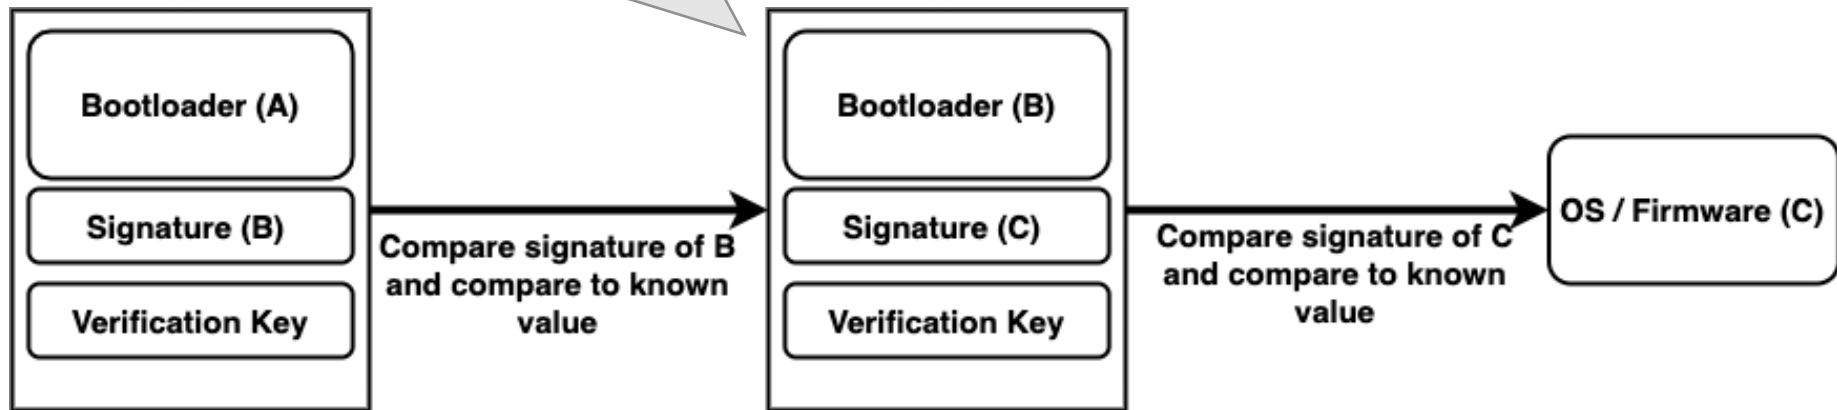 Bootloader (A)
Signature (B)
Verification Key
Compare signature of B
and compare to known
value
Bootloader (B)
Signature (C)
Verification Key
Compare signature of C
and compare to known
value
OS / Firmware (C)